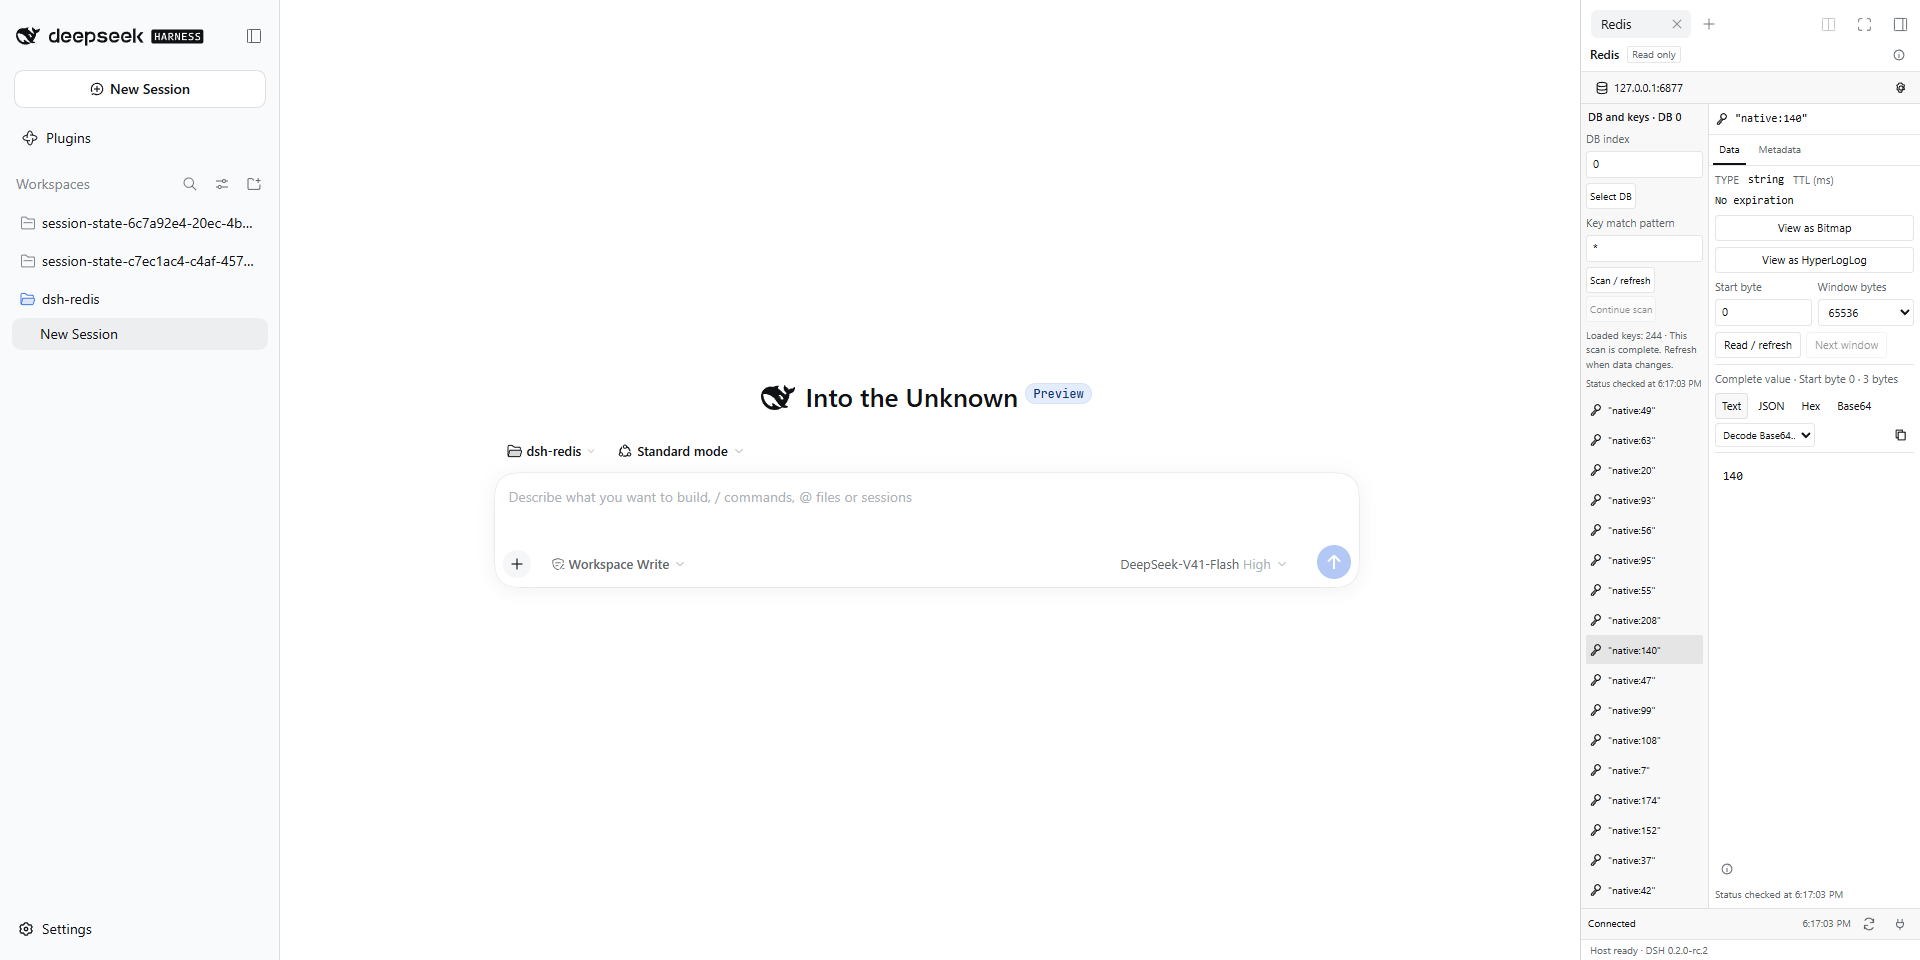 deepseek HARNESS
New Session
Plugins
Workspaces
session-state-6c7a92e4-20ec-4b...
session-state-c7ec1ac4-c4af-457...
dsh-redis
New Session
Settings
Into the Unknown Preview
dsh-redis Standard mode
Describe what you want to build, / commands, @ files or sessions
Workspace Write DeepSeek-V41-Flash High
Redis
Redis Read only
127.0.0.1:6877
DB and keys · DB 0
DB index
0
Select DB
Key match pattern
*
Scan / refresh
Continue scan
Loaded keys: 244 · This
scan is complete. Refresh
when data changes.
Status checked at 6:17:03 PM
"native:49"
"native:63"
"native:20"
"native:93"
"native:56"
"native:95"
"native:55"
"native:208"
"native:140"
"native:47"
"native:99"
"native:108"
"native:7"
"native:174"
"native:152"
"native:37"
"native:42"
"native:140"
Data Metadata
TYPE string TTL (ms)
No expiration
View as Bitmap
View as HyperLogLog
Start byte Window bytes
0 65536
Read / refresh Next window
Complete value · Start byte 0 · 3 bytes
Text JSON Hex Base64
Decode Base64..
140
Status checked at 6:17:03 PM
Connected 6:17:03 PM
Host ready · DSH 0.2.0-rc.2